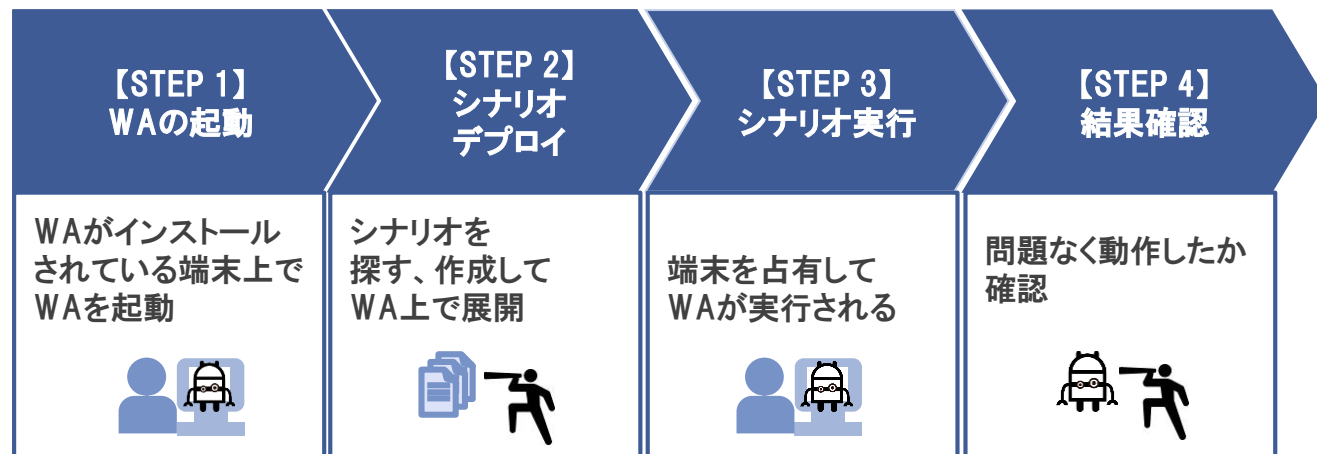 【STEP 1】
WAの起動
【STEP 2】
シナリオ
デプロイ
【STEP 3】
シナリオ実行
【STEP 4】
結果確認
WAがインストール
されている端末上で
WAを起動
シナリオを
探す、作成して
WA上で展開
端末を占有して
WAが実行される
問題なく動作したか
確認